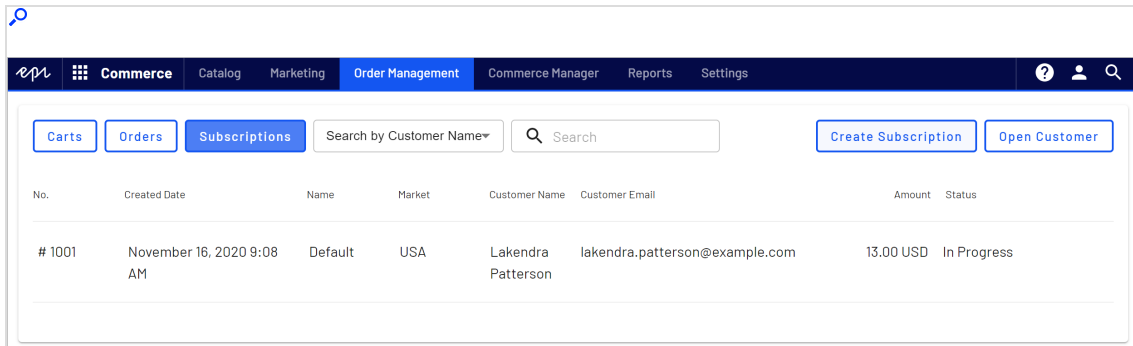 epi Commerce Catalog Marketing Order Management Commerce Manager Reports Settings ?
Carts Orders Subscriptions Search by Customer Name Search Create Subscription Open Customer
No. Created Date Name Market Customer Name Customer Email Amount Status
# 1001 November 16, 2020 9:08 Default USA Lakendra lakendra.patterson@example.com 13.00 USD In Progress
AM Patterson